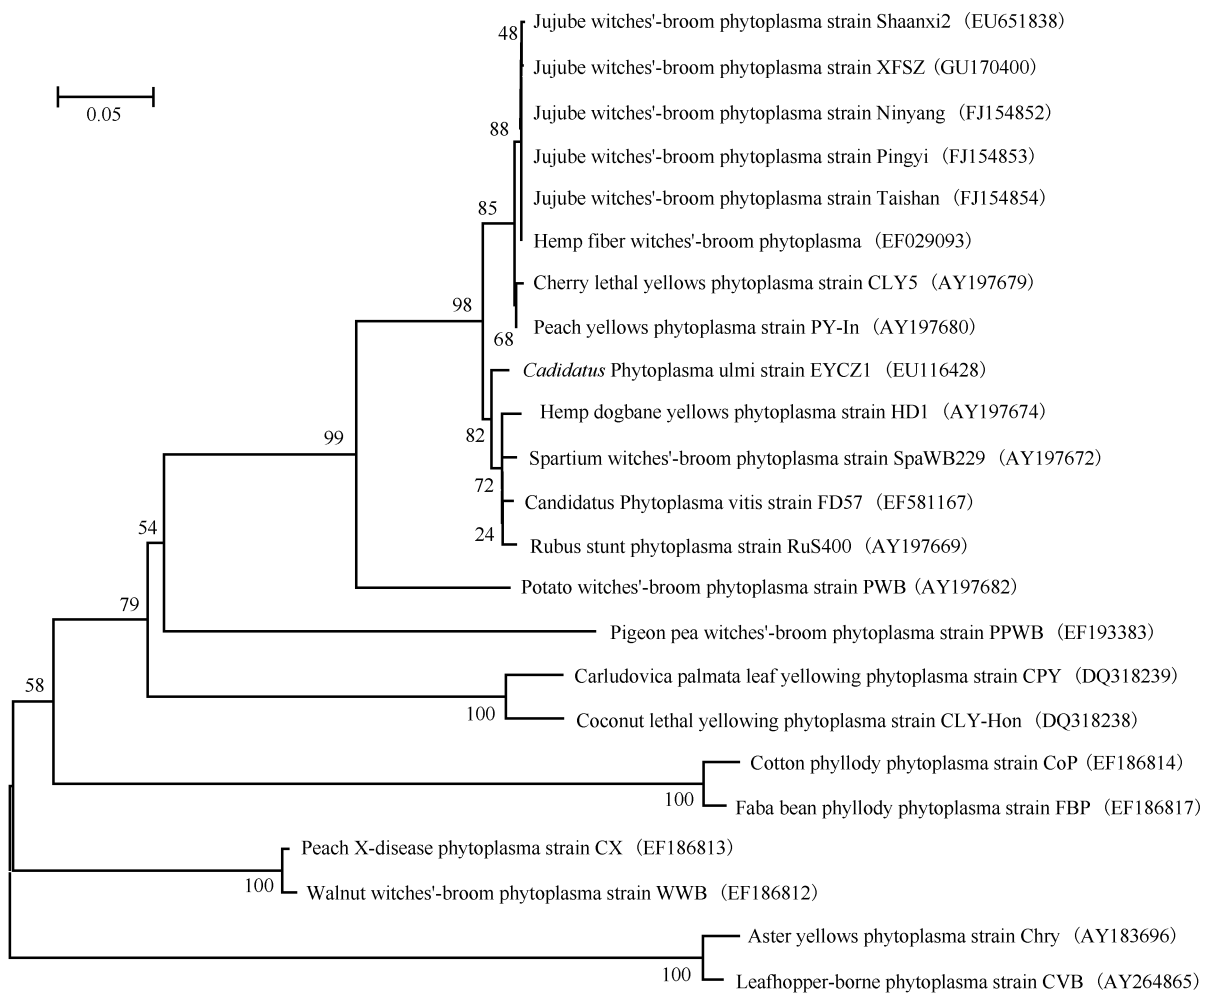 Jujube witches'-broom phytoplasma strain Shaanxi2 (EU651838)
48
Jujube witches'-broom phytoplasma strain XFSZ (GU170400)
0.05
Jujube witches'-broom phytoplasma strain Ninyang (FJ154852)
88
Jujube witches'-broom phytoplasma strain Pingyi (FJ154853)
Jujube witches'-broom phytoplasma strain Taishan (FJ154854)
85
Hemp fiber witches'-broom phytoplasma (EF029093)
Cherry lethal yellows phytoplasma strain CLY5 (AY197679)
98
Peach yellows phytoplasma strain PY-In (AY197680)
68
Cadidatus Phytoplasma ulmi strain EYCZ1 (EU116428)
Hemp dogbane yellows phytoplasma strain HD1 (AY197674)
99
82
Spartium witches'-broom phytoplasma strain SpaWB229 (AY197672)
72
Candidatus Phytoplasma vitis strain FD57 (EF581167)
54
24
Rubus stunt phytoplasma strain RuS400 (AY197669)
Potato witches'-broom phytoplasma strain PWB (AY197682)
79
Pigeon pea witches'-broom phytoplasma strain PPWB (EF193383)
Carludovica palmata leaf yellowing phytoplasma strain CPY (DQ318239)
58
100
Coconut lethal yellowing phytoplasma strain CLY-Hon (DQ318238)
Cotton phyllody phytoplasma strain CoP (EF186814)
100
Faba bean phyllody phytoplasma strain FBP (EF186817)
Peach X-disease phytoplasma strain CX (EF186813)
100
Walnut witches'-broom phytoplasma strain WWB (EF186812)
Aster yellows phytoplasma strain Chry (AY183696)
100
Leafhopper-borne phytoplasma strain CVB (AY264865)